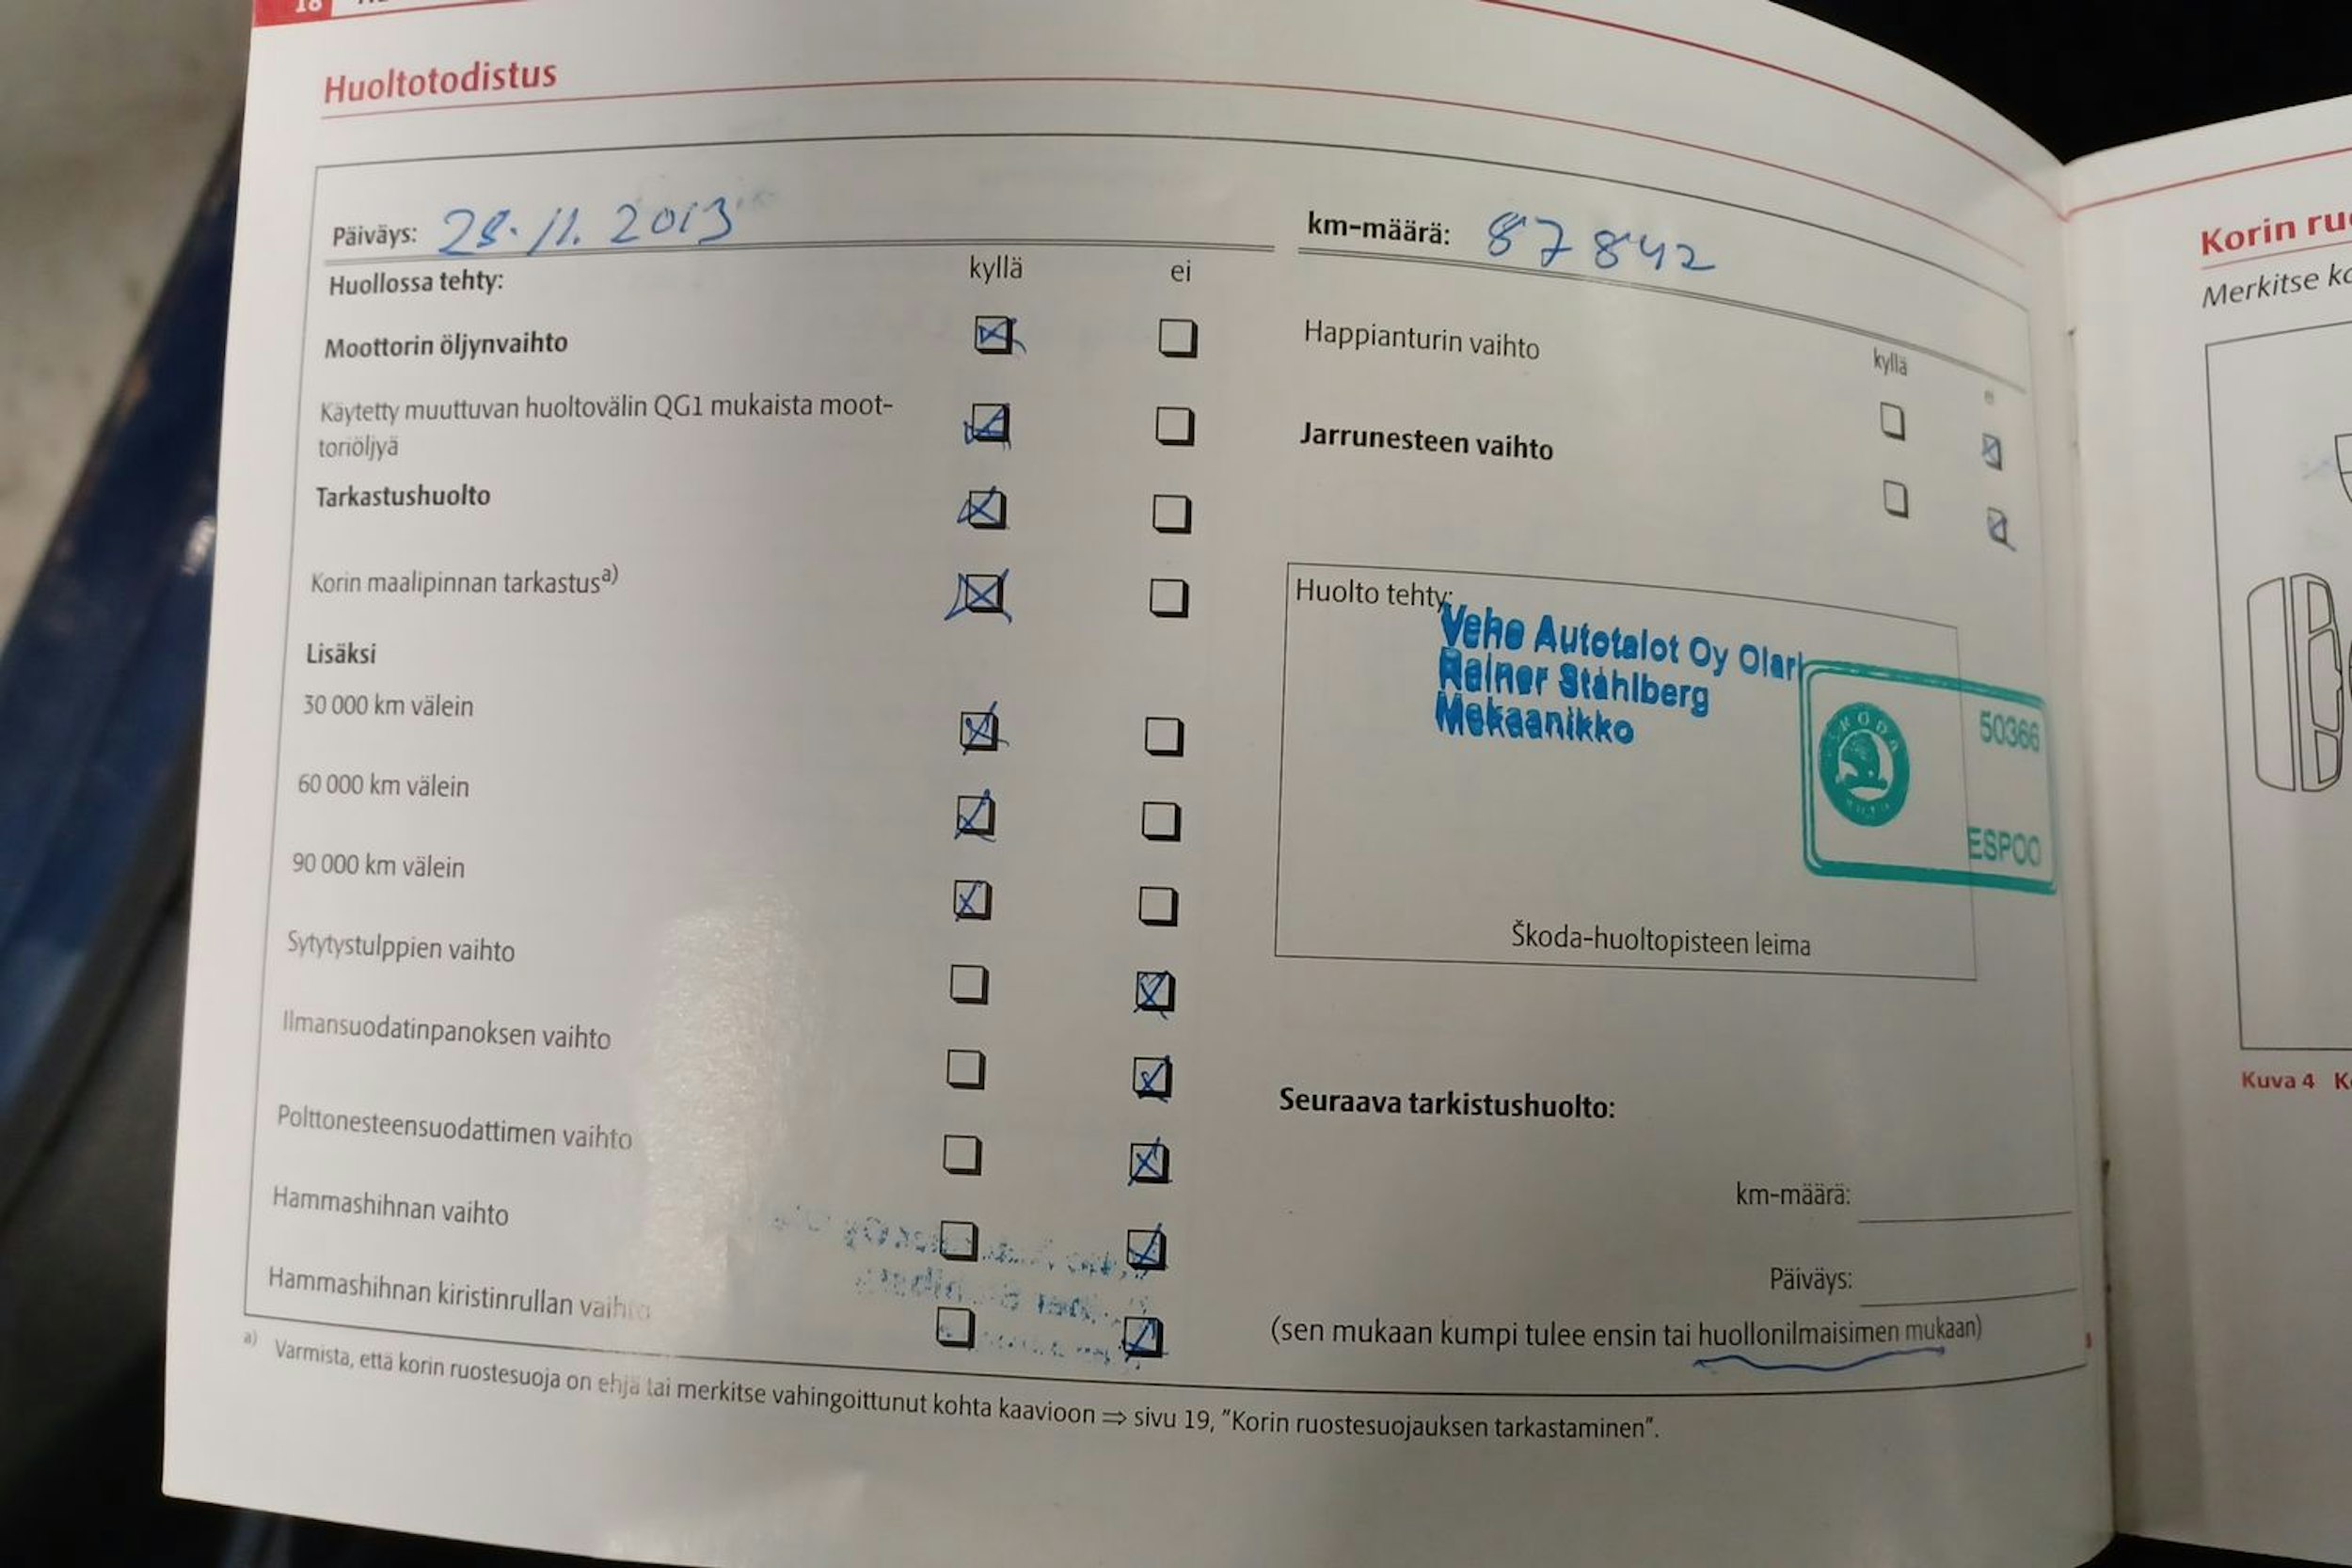 18
Huoltotodistus
Päiväys: 28.11.2013
km-määrä: 87842
Huollossa tehty:
kyllä
ei
Moottorin öljynvaihto
Käytetty muuttuvan huoltovälin QG1 mukaista moot-
toriöljyä
Tarkastushuolto
Korin maalipinnan tarkastusa)
Lisäksi
30 000 km välein
60 000 km välein
90 000 km välein
Sytytystulppien vaihto
Ilmansuodatinpanoksen vaihto
Polttonesteensuodattimen vaihto
Hammashihnan vaihto
Hammashihnan kiristinrullan vaihto
kyllä
ei
Happianturin vaihto
Jarrunesteen vaihto
Huolto tehty:
Veho Autotalot Oy Olari
Rainer Ståhlberg
Mekaanikko
ŠKODA
AUTO
50366
ESPOO
Škoda-huoltopisteen leima
Seuraava tarkistushuolto:
km-määrä:
Päiväys:
(sen mukaan kumpi tulee ensin tai huollonilmaisimen mukaan)
a) Varmista, että korin ruostesuoja on ehjä tai merkitse vahingoittunut kohta kaavioon ⇒ sivu 19, "Korin ruostesuojauksen tarkastaminen".
Korin
Merkitse
Kuva 4